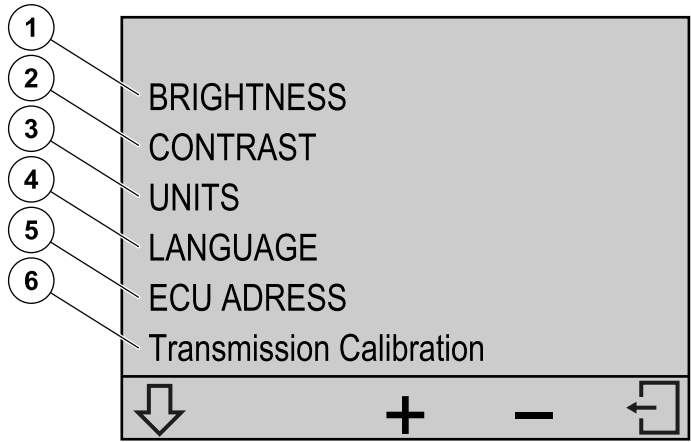 1
BRIGHTNESS
2
CONTRAST
3
UNITS
4
LANGUAGE
5
ECU ADRESS
6
Transmission Calibration
+ −